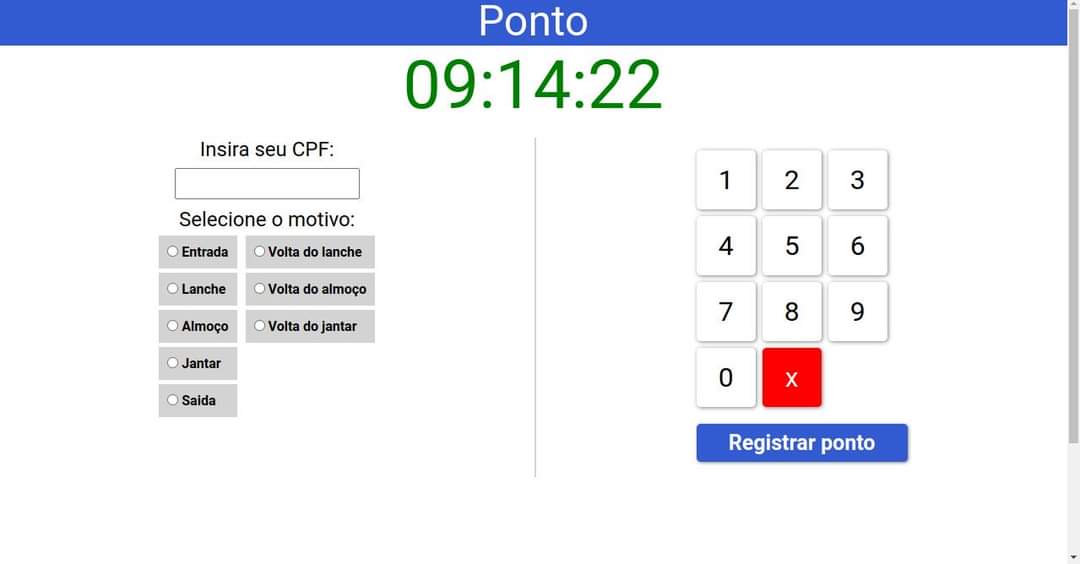 Ponto
09:14:22
Insira seu CPF:
Selecione o motivo:
Entrada
Volta do lanche
Lanche
Volta do almoço
Almoço
Volta do jantar
Jantar
Saida
1 2 3
4 5 6
7 8 9
0 x
Registrar ponto